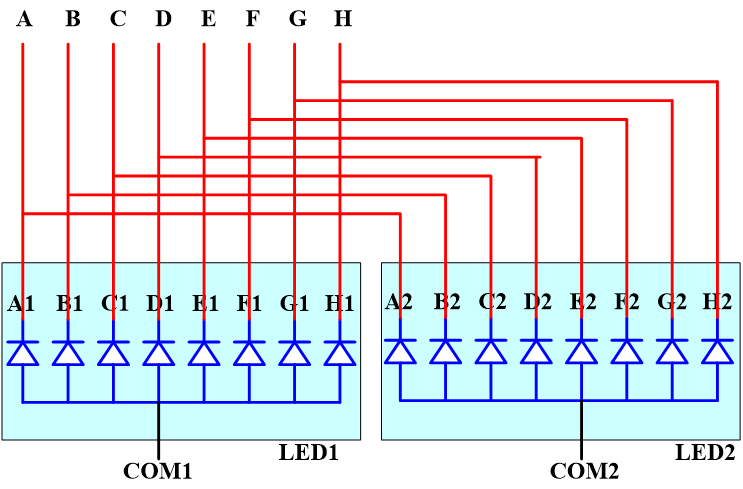 A B C D E F G H
A1 B1 C1 D1 E1 F1 G1 H1
A2 B2 C2 D2 E2 F2 G2 H2
LED1
LED2
COM1
COM2